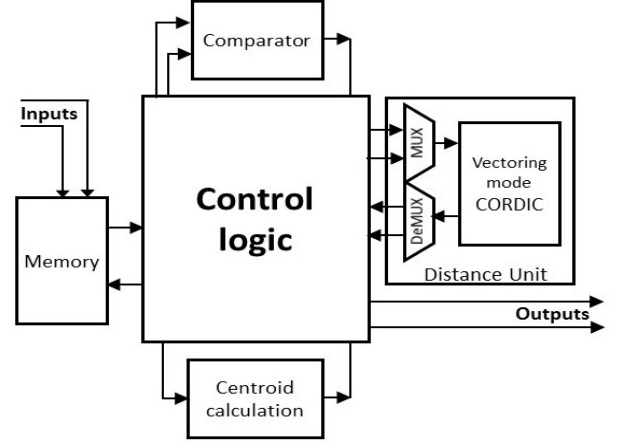 Comparator
Inputs
Control
logic
MUX
Vectoring
mode
CORDIC
DeMUX
Memory
Distance Unit
Outputs
Centroid
calculation